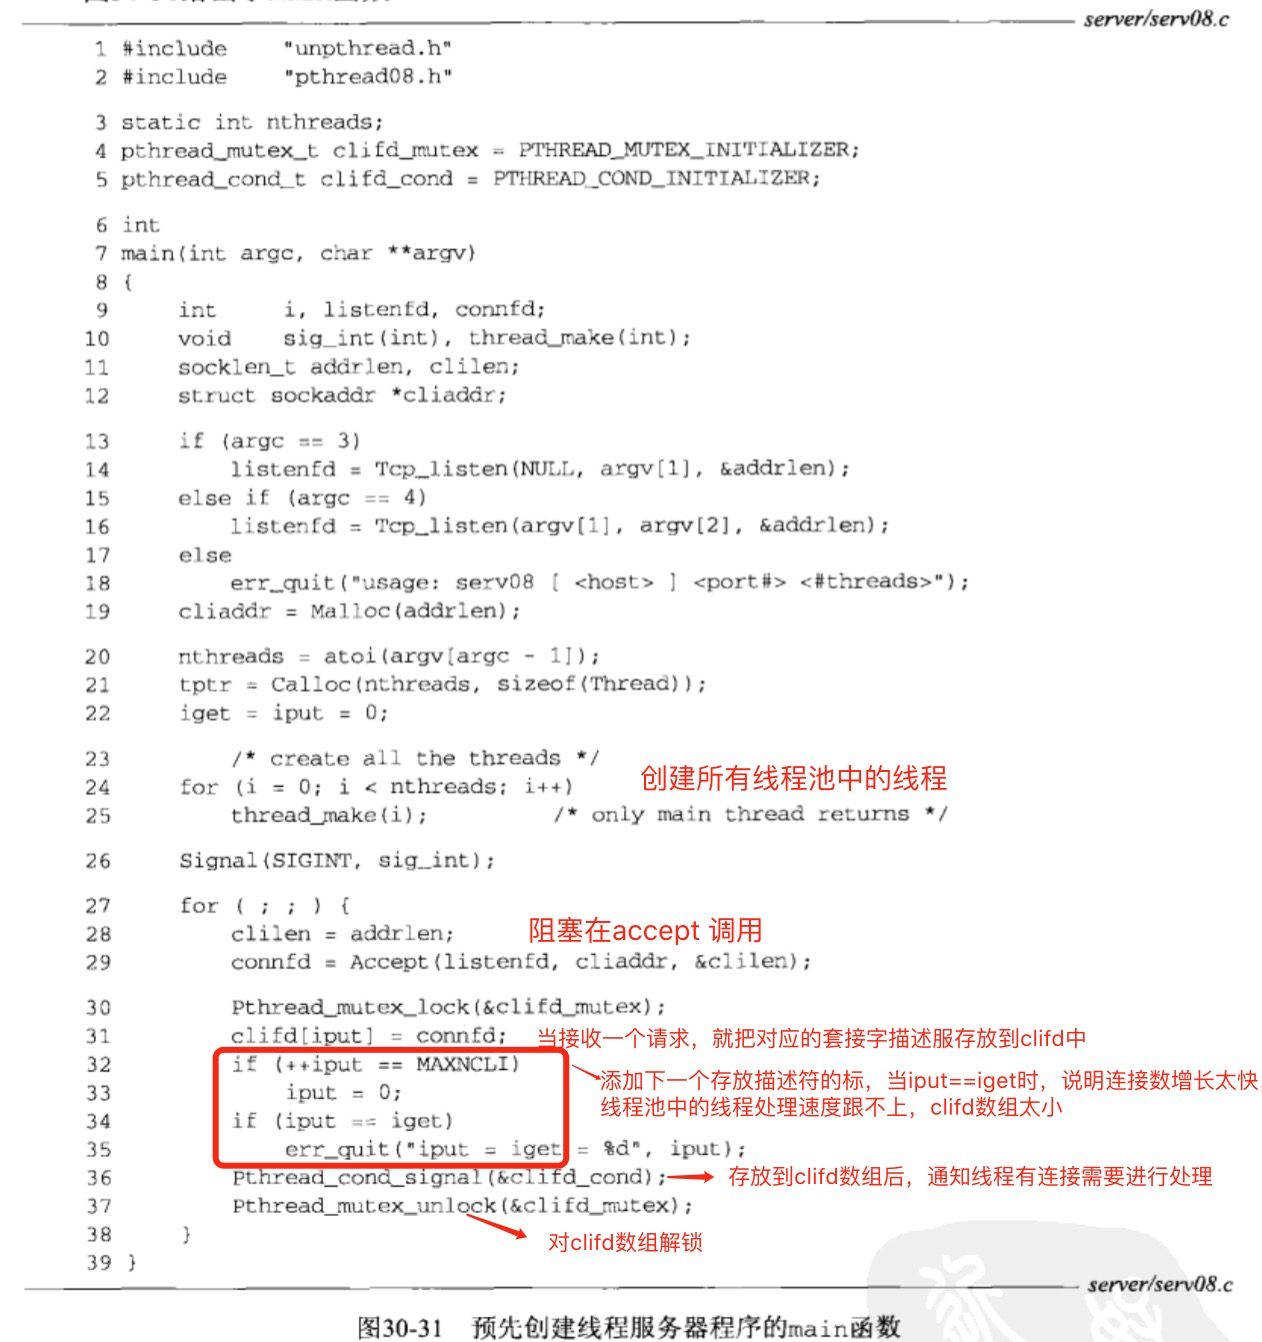 server/serv08.c
1 #include "unpthread.h"
2 #include "pthread08.h"
3 static int nthreads;
4 pthread_mutex_t clifd_mutex = PTHREAD_MUTEX_INITIALIZER;
5 pthread_cond_t clifd_cond = PTHREAD_COND_INITIALIZER;
6 int
7 main(int argc, char **argv)
8 {
9 int i, listenfd, connfd;
10 void sig_int(int), thread_make(int);
11 socklen_t addrlen, clilen;
12 struct sockaddr *cliaddr;
13 if (argc == 3)
14 listenfd = Tcp_listen(NULL, argv[1], &addrlen);
15 else if (argc == 4)
16 listenfd = Tcp_listen(argv[1], argv[2], &addrlen);
17 else
18 err_quit("usage: serv08 [ <host> ] <port#> <#threads>");
19 cliaddr = Malloc(addrlen);
20 nthreads = atoi(argv[argc - 1]);
21 tptr = Calloc(nthreads, sizeof(Thread));
22 iget = iput = 0;
23 /* create all the threads */
24 for (i = 0; i < nthreads; i++)
创建所有线程池中的线程
25 thread_make(i); /* only main thread returns */
26 Signal(SIGINT, sig_int);
27 for ( ; ; ) {
28 clilen = addrlen;
阻塞在accept 调用
29 connfd = Accept(listenfd, cliaddr, &clilen);
30 Pthread_mutex_lock(&clifd_mutex);
31 clifd[iput] = connfd; 当接收一个请求，就把对应的套接字描述服存放到clifd中
32 if (++iput == MAXNCLI)
添加下一个存放描述符的标，当iput==iget时，说明连接数增长太快，
33 iput = 0;
线程池中的线程处理速度跟不上，clifd数组太小
34 if (iput == iget)
35 err_quit("iput = iget = %d", iput);
36 Pthread_cond_signal(&clifd_cond); 存放到clifd数组后，通知线程有连接需要进行处理
37 Pthread_mutex_unlock(&clifd_mutex);
38 }
对clifd数组解锁
39 }
server/serv08.c
图30-31 预先创建线程服务器程序的main函数